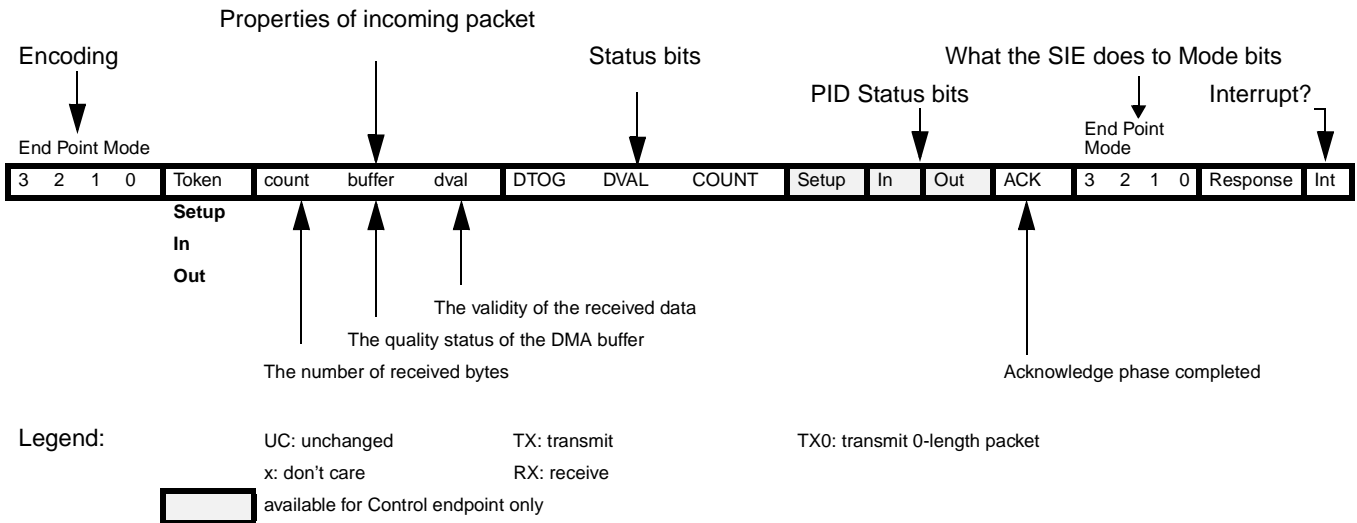 Properties of incoming packet
Encoding Status bits What the SIE does to Mode bits
PID Status bits Interrupt?
End Point Mode End Point
Mode
3 2 1 0 Token count buffer dval DTOG DVAL COUNT Setup In Out ACK 3 2 1 0 Response Int
Setup
In
Out
The validity of the received data
The quality status of the DMA buffer
The number of received bytes Acknowledge phase completed
Legend: UC: unchanged TX: transmit TX0: transmit 0-length packet
x: don't care RX: receive
available for Control endpoint only